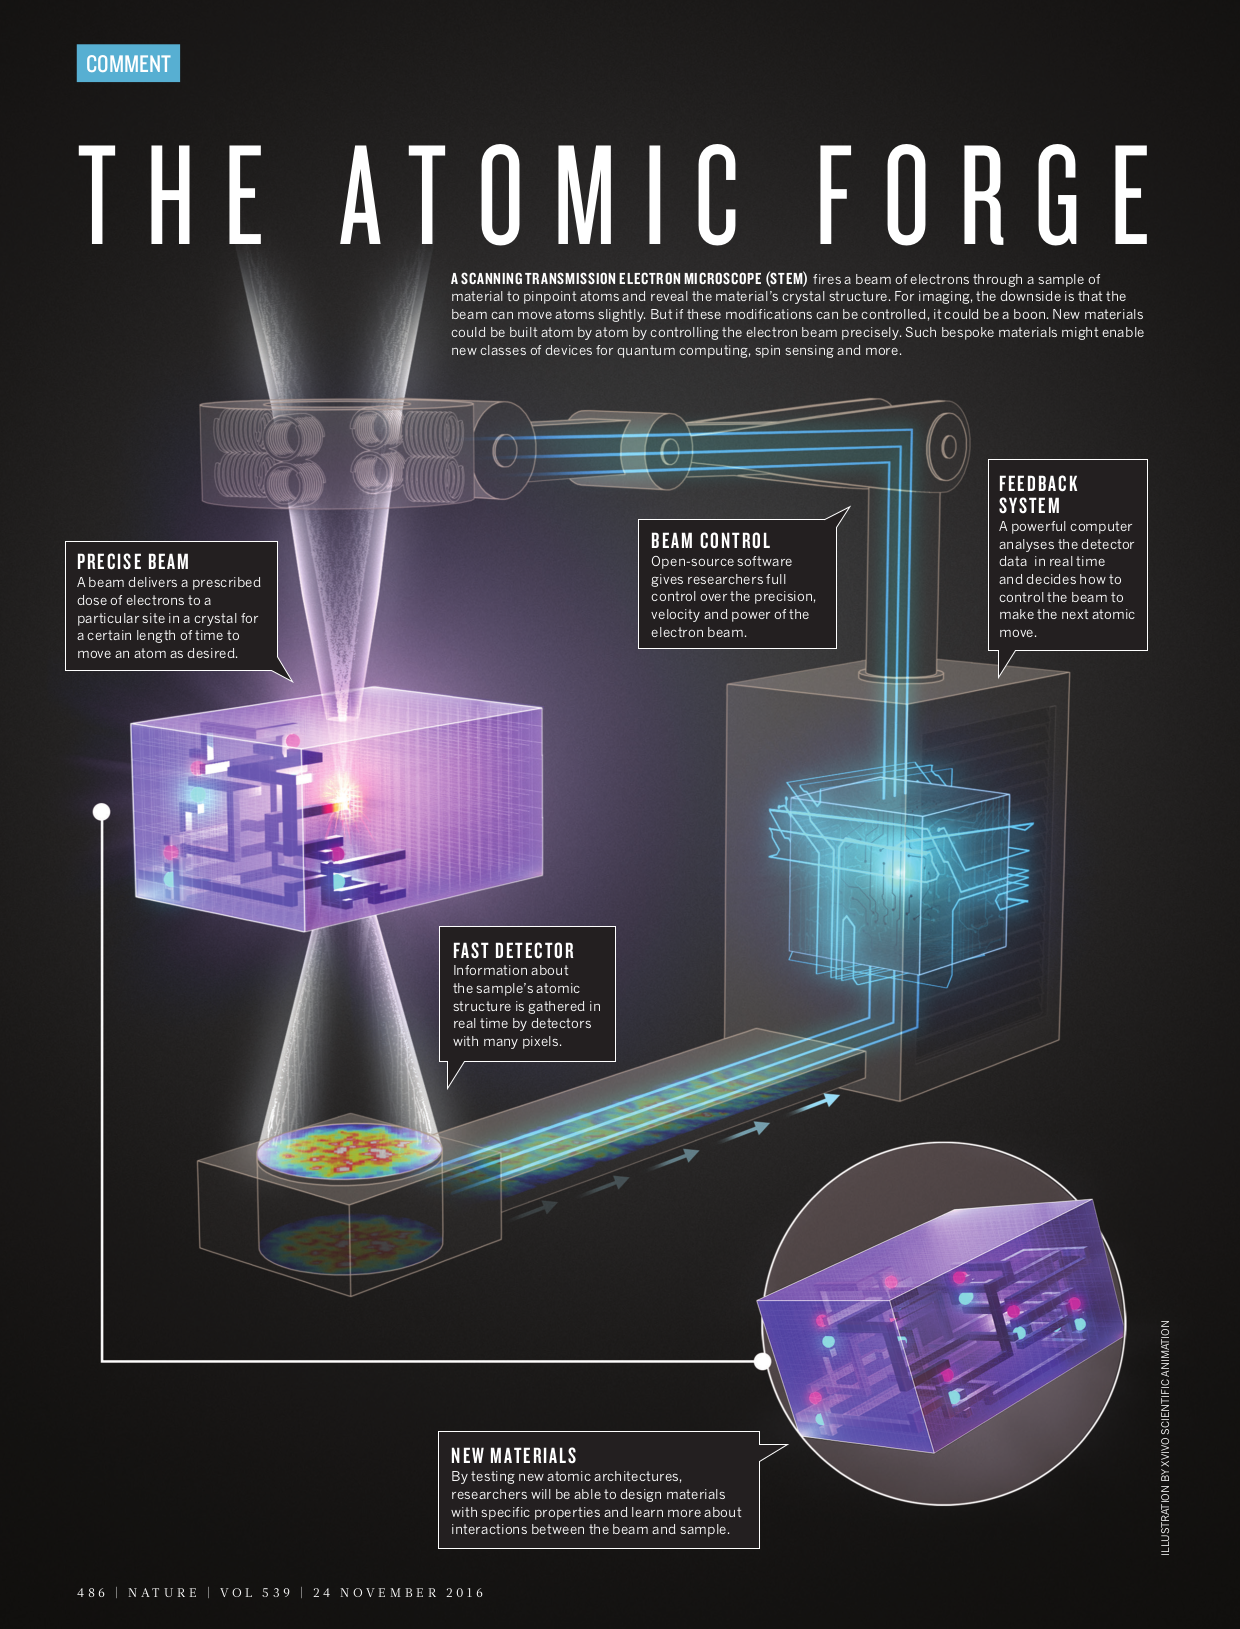 COMMENT
THE ATOMIC FORGE
A SCANNING TRANSMISSION ELECTRON MICROSCOPE (STEM) fires a beam of electrons through a sample of
material to pinpoint atoms and reveal the material's crystal structure. For imaging, the downside is that the
beam can move atoms slightly. But if these modifications can be controlled, it could be a boon. New materials
could be built atom by atom by controlling the electron beam precisely. Such bespoke materials might enable
new classes of devices for quantum computing, spin sensing and more.
PRECISE BEAM
A beam delivers a prescribed
dose of electrons to a
particular site in a crystal for
a certain length of time to
move an atom as desired.
BEAM CONTROL
Open-source software
gives researchers full
control over the precision,
velocity and power of the
electron beam.
FEEDBACK
SYSTEM
A powerful computer
analyses the detector
data in real time
and decides how to
control the beam to
make the next atomic
move.
FAST DETECTOR
Information about
the sample's atomic
structure is gathered in
real time by detectors
with many pixels.
NEW MATERIALS
By testing new atomic architectures,
researchers will be able to design materials
with specific properties and learn more about
interactions between the beam and sample.
ILLUSTRATION BY XVIVO SCIENTIFIC ANIMATION
486 | NATURE | VOL 539 | 24 NOVEMBER 2016